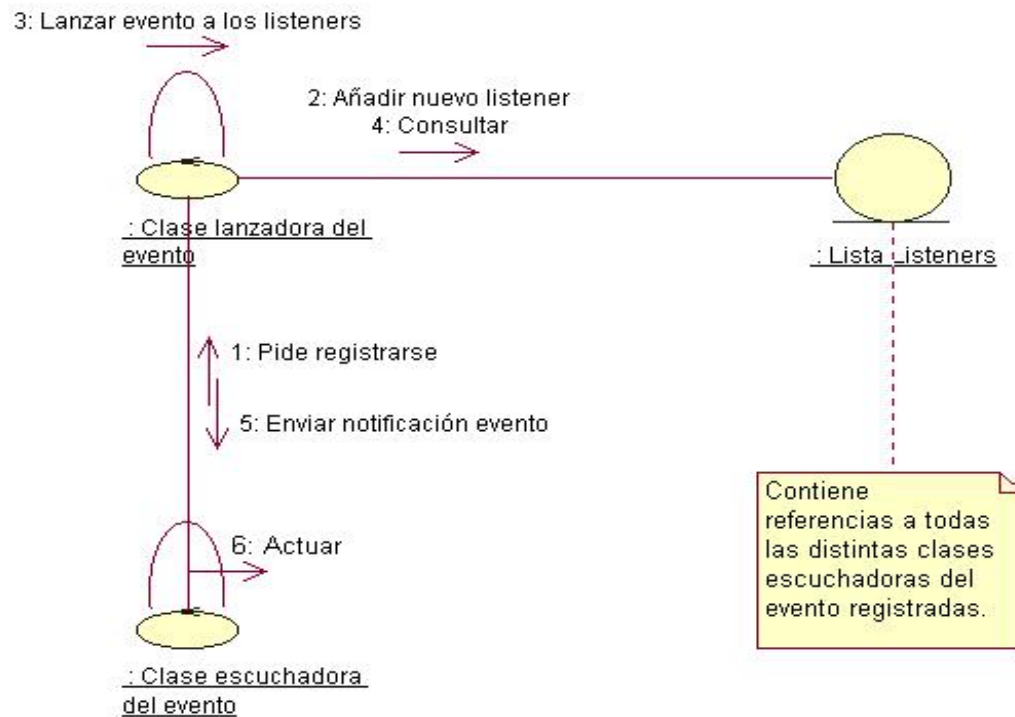 3: Lanzar evento a los listeners
2: Añadir nuevo listener
4: Consultar
: Clase lanzadora del
evento
: Lista Listeners
1: Pide registrarse
5: Enviar notificación evento
Contiene
referencias a todas
las distintas clases
escuchadoras del
evento registradas.
6: Actuar
: Clase escuchadora
del evento